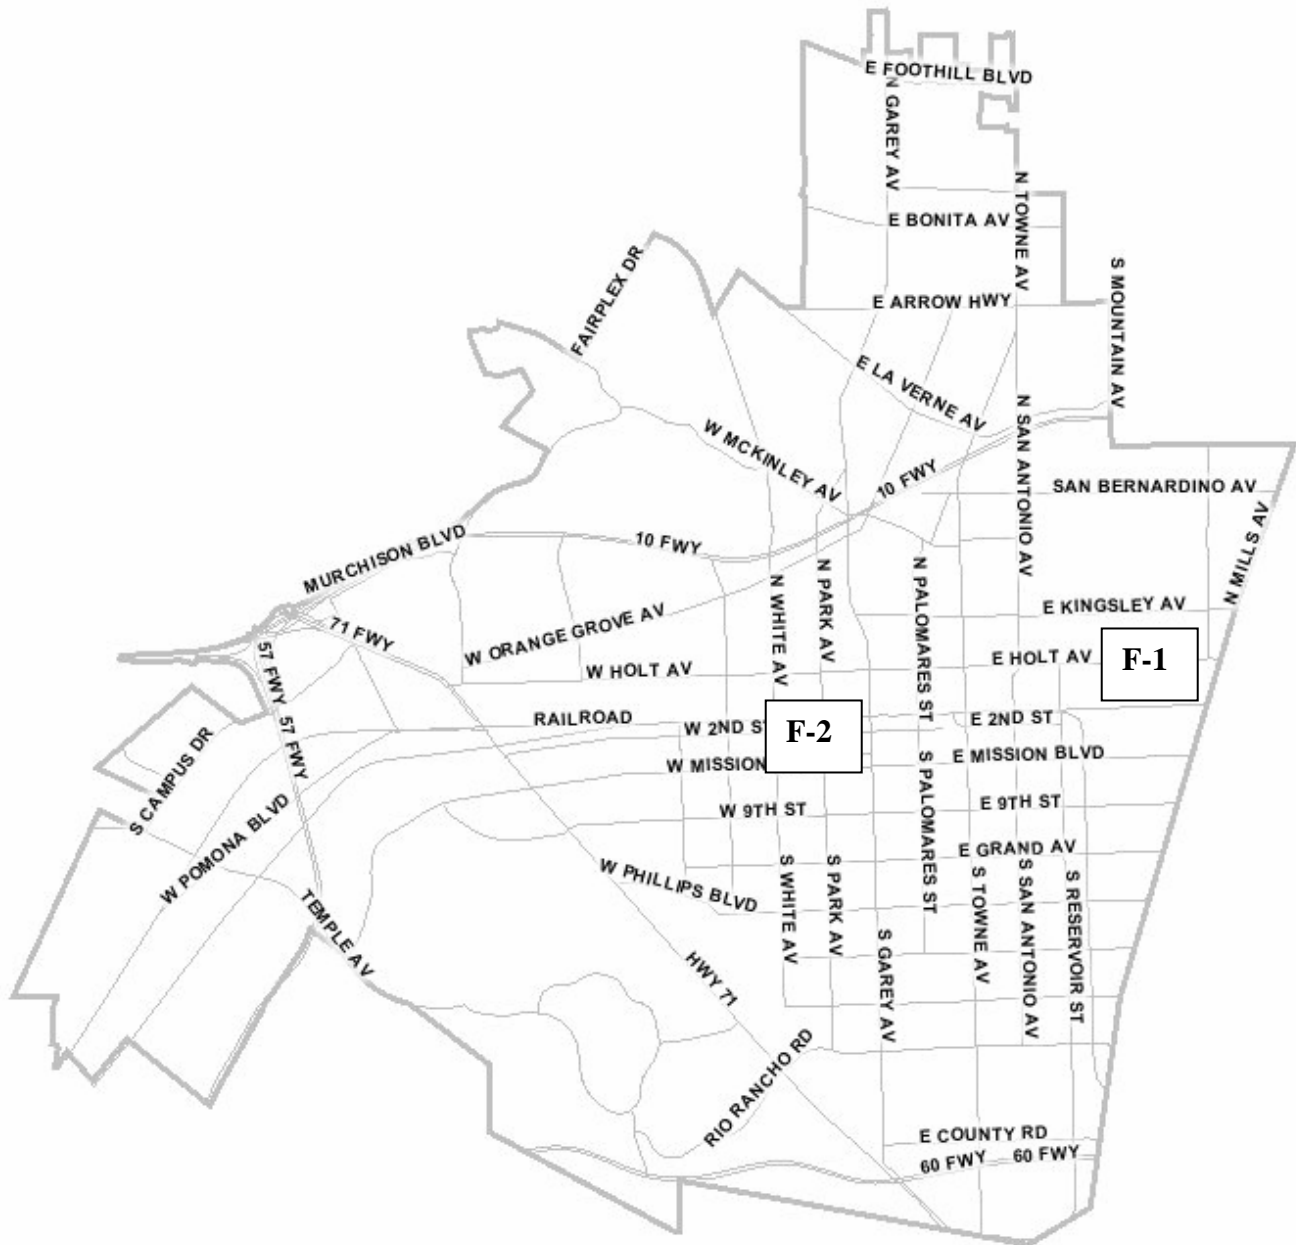 E FOOTHILL BLVD
N GAREY AV
N TOWNE AV
E BONITA AV
FAIRPLEX DR
S MOUNTAIN AV
E ARROW HWY
E LA VERNE AV
N SAN ANTONIO AV
W MCKINLEY AV
10 FWY
SAN BERNARDINO AV
N MILLS AV
MURCHISON BLVD
10 FWY
N WHITE AV
N PARK AV
N PALOMARES ST
E KINGSLEY AV
W ORANGE GROVE AV
71 FWY
57 FWY
W HOLT AV
E HOLT AV
F-1
57 FWY
RAILROAD
W 2ND ST
F-2
E 2ND ST
S CAMPUS DR
W MISSION
E MISSION BLVD
S PALOMARES ST
W POMONA BLVD
W 9TH ST
E 9TH ST
E GRAND AV
W PHILLIPS BLVD
S WHITE AV
S PARK AV
S TOWNE AV
S SAN ANTONIO AV
S RESERVOIR ST
TEMPLE AV
S GAREY AV
HWY 71
RIO RANCHO RD
E COUNTY RD
60 FWY
60 FWY